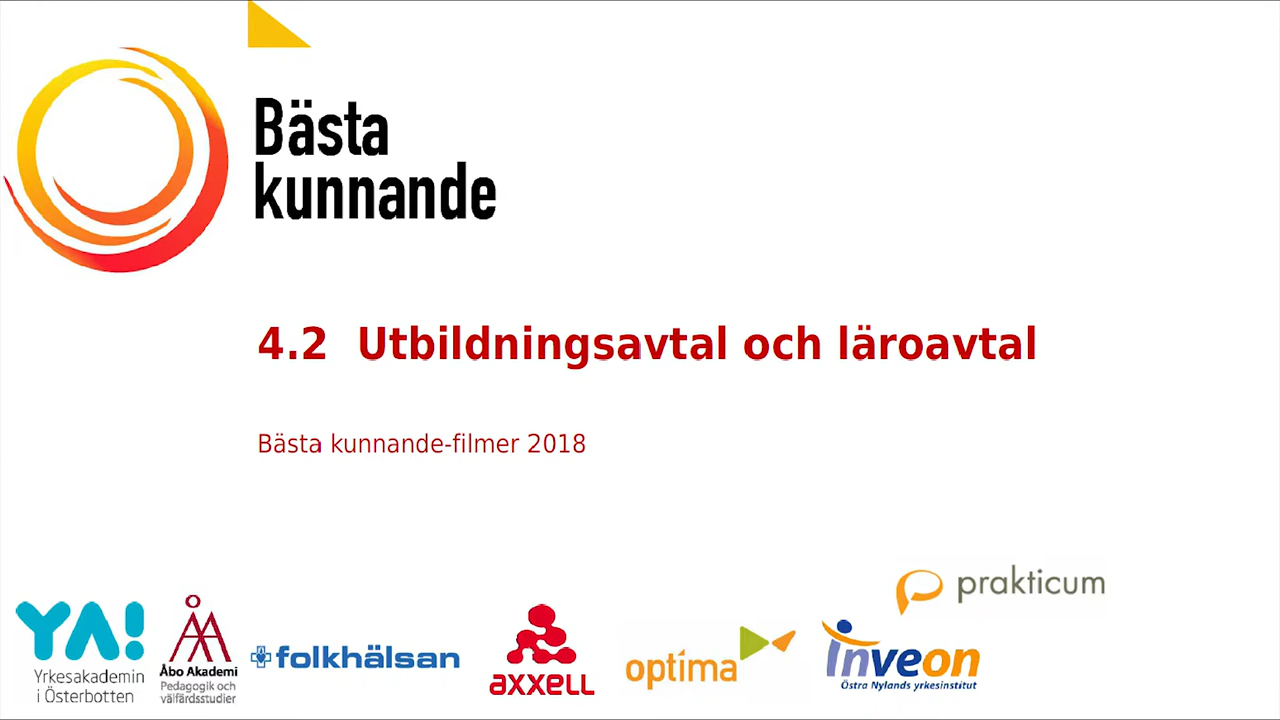 Bästa
kunnande
4.2 Utbildningsavtal och läroavtal
Bästa kunnande-filmer 2018
prakticum
YA!
Yrkesakademin
i Österbotten
Åbo Akademi
Pedagogik och
välfärdsstudier
folkhälsan
axxell
optima
inveon
Östra Nylands yrkesinstitut